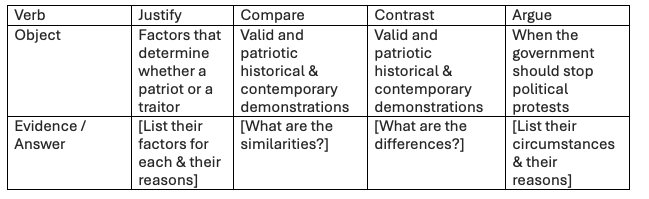 Verb Justify Compare Contrast Argue
Object Factors that determine whether a patriot or a traitor Valid and patriotic historical & contemporary demonstrations Valid and patriotic historical & contemporary demonstrations When the government should stop political protests
Evidence / Answer [List their factors for each & their reasons] [What are the similarities?] [What are the differences?] [List their circumstances & their reasons]